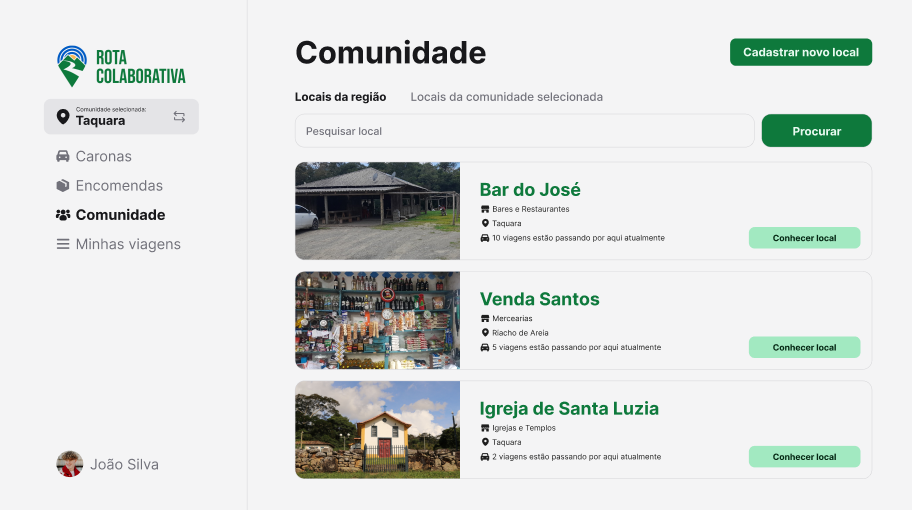 ROTA
COLABORATIVA
Comunidade selecionada:
Taquara
Caronas
Encomendas
Comunidade
Minhas viagens
João Silva
Comunidade
Cadastrar novo local
Locais da região
Locais da comunidade selecionada
Pesquisar local
Procurar
Bar do José
Bares e Restaurantes
Taquara
10 viagens estão passando por aqui atualmente
Conhecer local
Venda Santos
Mercearias
Riacho de Areia
5 viagens estão passando por aqui atualmente
Conhecer local
Igreja de Santa Luzia
Igrejas e Templos
Taquara
2 viagens estão passando por aqui atualmente
Conhecer local